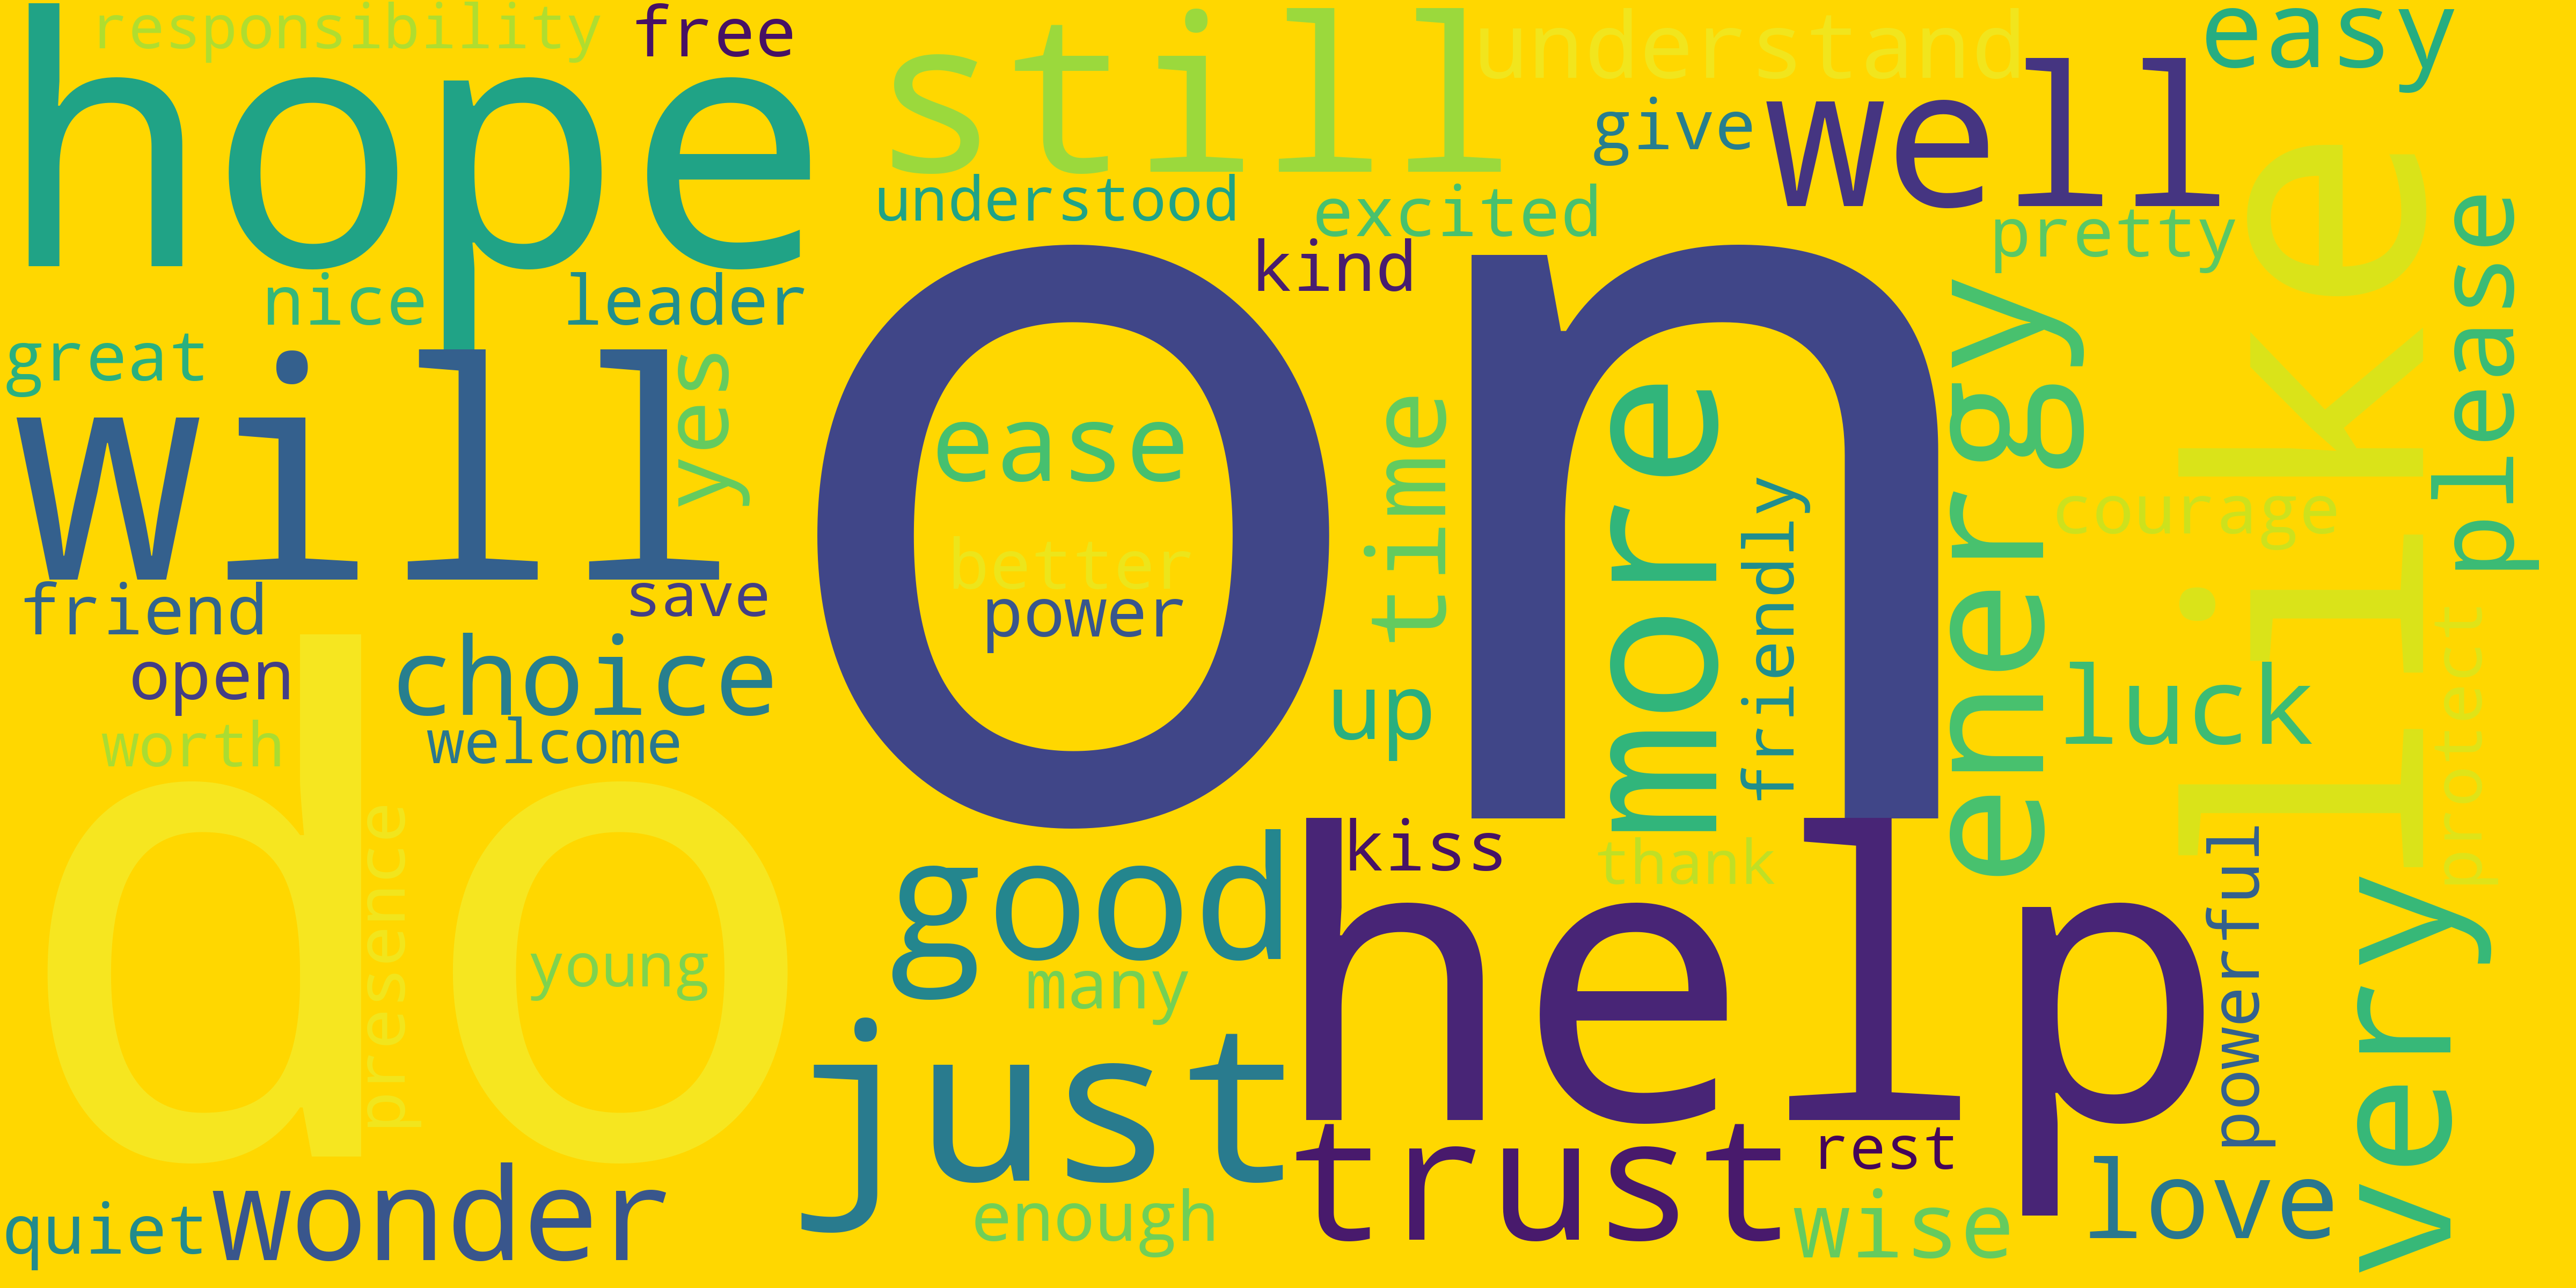 responsibility
free
hope
still
understand
easy
give
well
understood
excited
kind
pretty
like
please
nice
leader
great
will
yes
ease
better
power
on
time
up
more
friendly
energy
courage
luck
protect
friend
save
open
choice
worth
welcome
do
presence
young
good
many
kiss
thank
help
powerful
very
just
trust
rest
enough
wise
love
quiet
wonder